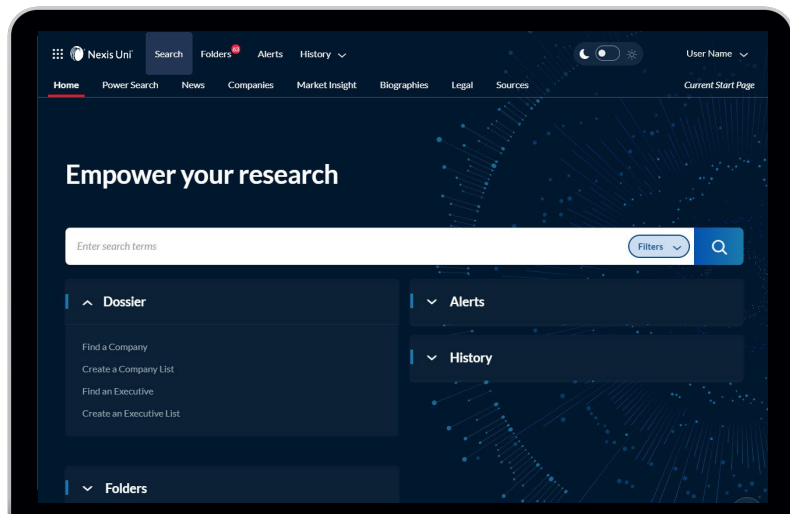 Nexis Uni Search Folders 63 Alerts History User Name
Home Power Search News Companies Market Insight Biographies Legal Sources Current Start Page
Empower your research
Enter search terms Filters
Dossier
Find a Company
Create a Company List
Find an Executive
Create an Executive List
Alerts
History
Folders